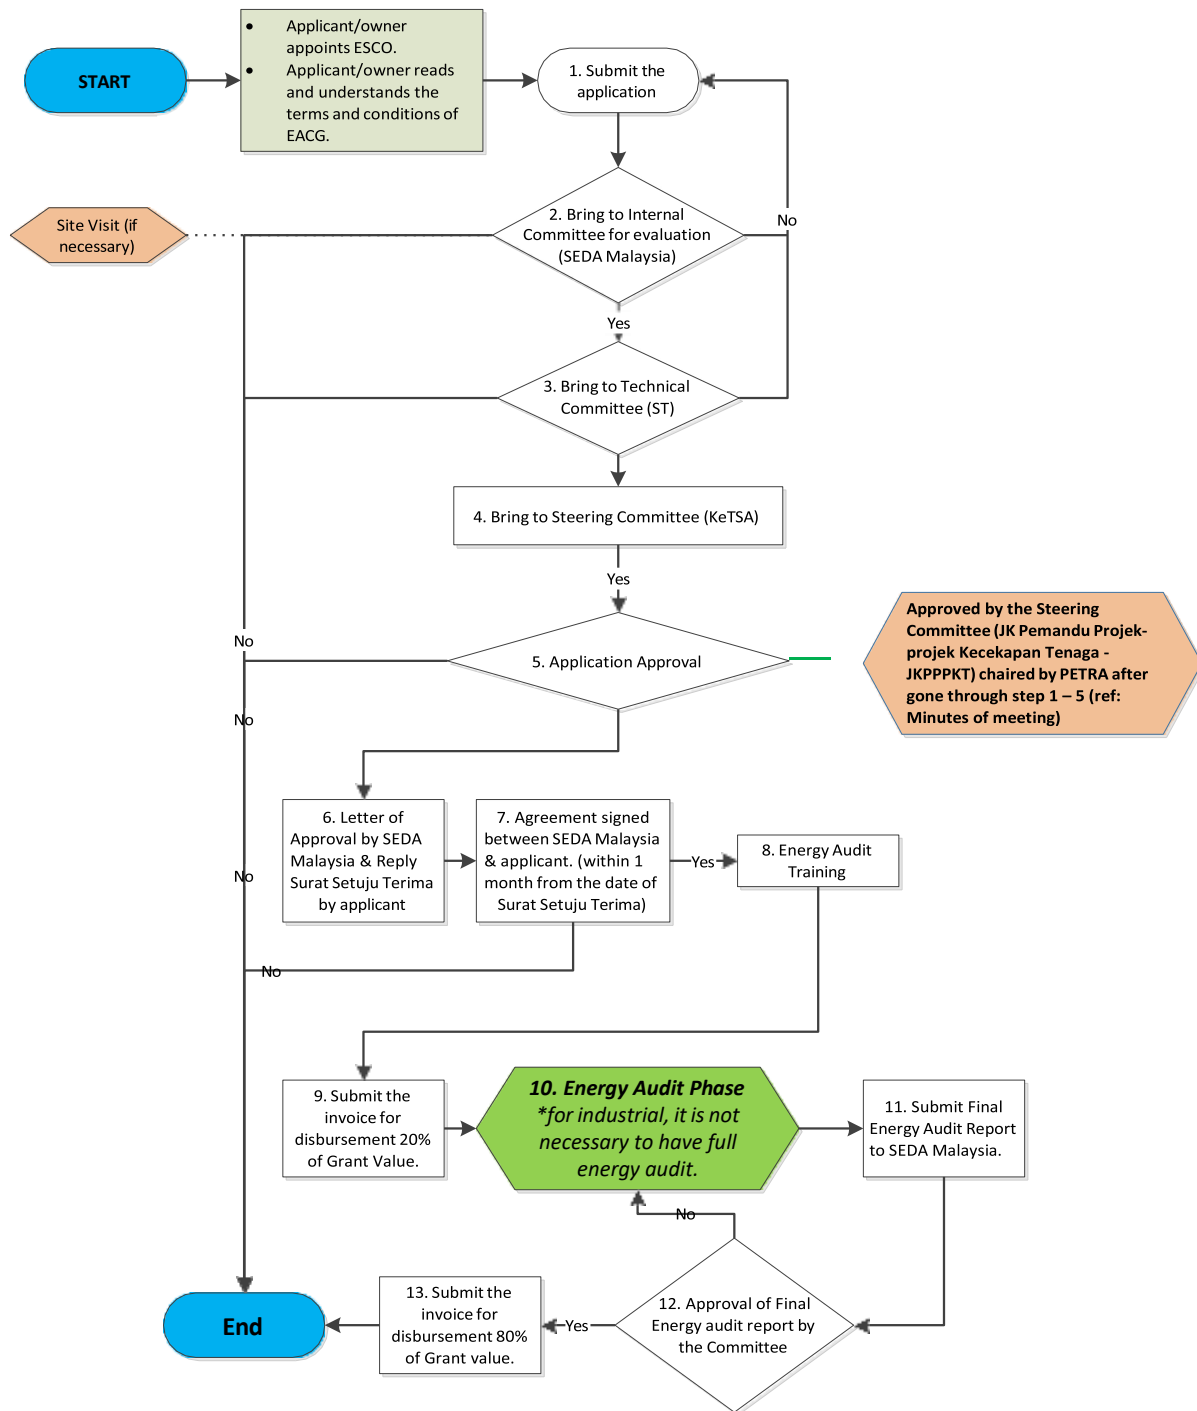 START
• Applicant/owner
appoints ESCO.
• Applicant/owner reads
and understands the
terms and conditions of
EACG.
1. Submit the
application
Site Visit (if
necessary)
2. Bring to Internal
Committee for evaluation
(SEDA Malaysia)
No
Yes
3. Bring to Technical
Committee (ST)
4. Bring to Steering Committee (KeTSA)
Yes
No
5. Application Approval
Approved by the Steering
Committee (JK Pemandu Projek-
projek Kecekapan Tenaga -
JKPPPKT) chaired by PETRA after
gone through step 1 – 5 (ref:
Minutes of meeting)
No
6. Letter of
Approval by SEDA
Malaysia & Reply
Surat Setuju Terima
by applicant
7. Agreement signed
between SEDA Malaysia
& applicant. (within 1
month from the date of
Surat Setuju Terima)
Yes
8. Energy Audit
Training
No
No
9. Submit the
invoice for
disbursement 20%
of Grant Value.
10. Energy Audit Phase
*for industrial, it is not
necessary to have full
energy audit.
11. Submit Final
Energy Audit Report
to SEDA Malaysia.
No
12. Approval of Final
Energy audit report by
the Committee
Yes
13. Submit the
invoice for
disbursement 80%
of Grant value.
End